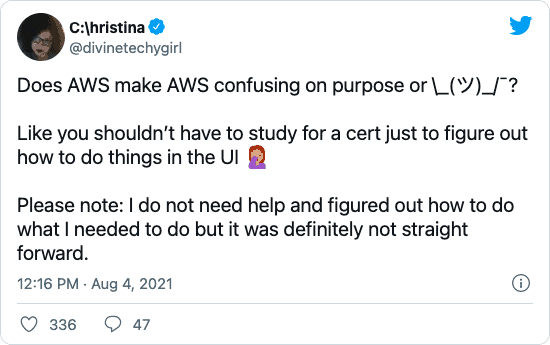 C:\hristina
@divinetechygirl
Does AWS make AWS confusing on purpose or \_(ツ)_/¯?
Like you shouldn’t have to study for a cert just to figure out
how to do things in the UI 🤦🏽‍♀️
Please note: I do not need help and figured out how to do
what I needed to do but it was definitely not straight
forward.
12:16 PM · Aug 4, 2021
336
47